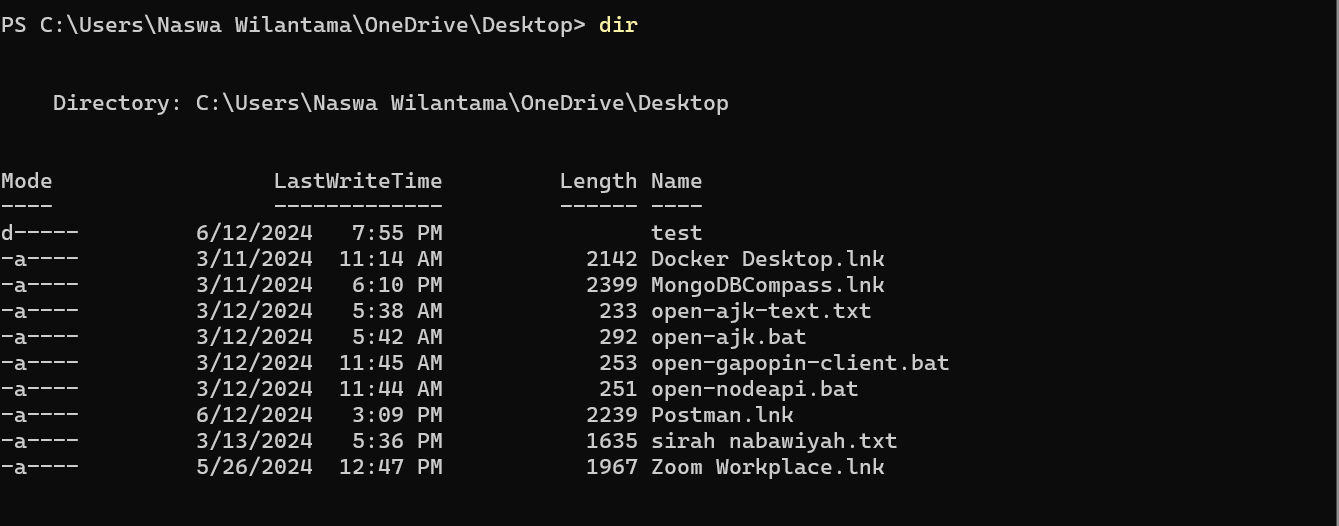 PS C:\Users\Naswa Wilantama\OneDrive\Desktop> dir
Directory: C:\Users\Naswa Wilantama\OneDrive\Desktop
Mode LastWriteTime Length Name
---- ------------- ------ ----
d----- 6/12/2024 7:55 PM test
-a---- 3/11/2024 11:14 AM 2142 Docker Desktop.lnk
-a---- 3/11/2024 6:10 PM 2399 MongoDBCompass.lnk
-a---- 3/12/2024 5:38 AM 233 open-ajk-text.txt
-a---- 3/12/2024 5:42 AM 292 open-ajk.bat
-a---- 3/12/2024 11:45 AM 253 open-gapopin-client.bat
-a---- 3/12/2024 11:44 AM 251 open-nodeapi.bat
-a---- 6/12/2024 3:09 PM 2239 Postman.lnk
-a---- 3/13/2024 5:36 PM 1635 sirah nabawiyah.txt
-a---- 5/26/2024 12:47 PM 1967 Zoom Workplace.lnk